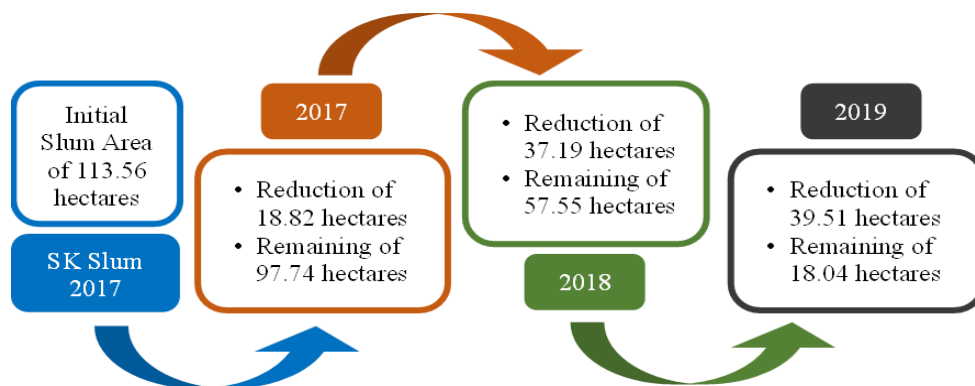 Initial
Slum Area
of 113.56
hectares
SK Slum
2017
2017
• Reduction of
18.82 hectares
• Remaining of
97.74 hectares
• Reduction of
37.19 hectares
• Remaining of
57.55 hectares
2018
2019
• Reduction of
39.51 hectares
• Remaining of
18.04 hectares